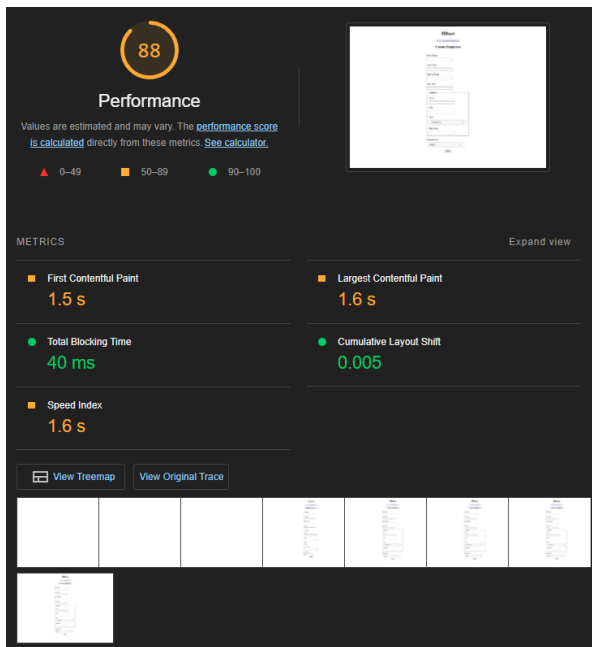 88
Performance
Values are estimated and may vary. The performance score
is calculated directly from these metrics. See calculator.
0–49
50–89
90–100
METRICS
Expand view
First Contentful Paint
1.5 s
Largest Contentful Paint
1.6 s
Total Blocking Time
40 ms
Cumulative Layout Shift
0.005
Speed Index
1.6 s
View Treemap
View Original Trace